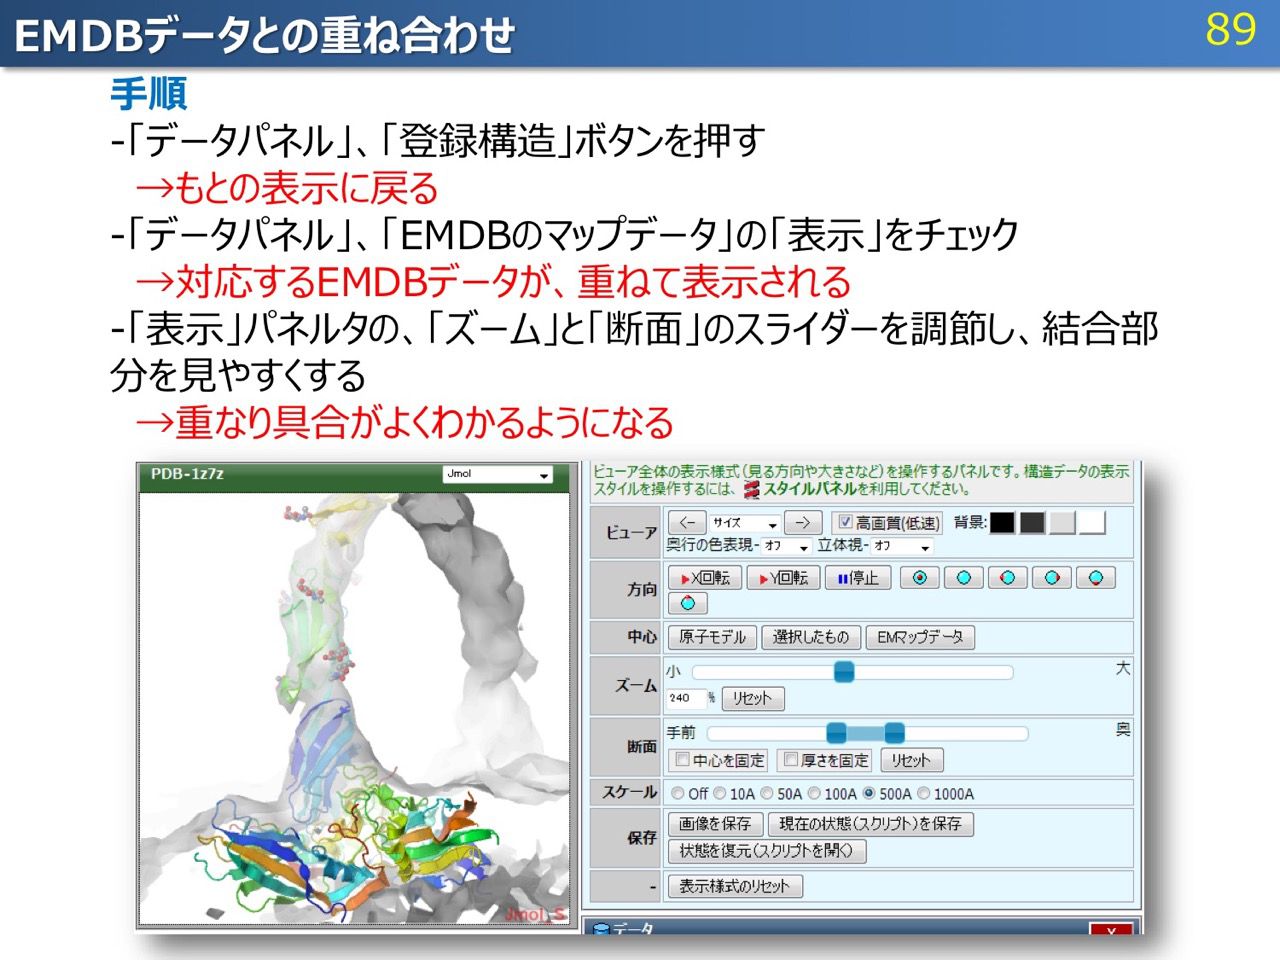 EMDBデータとの重ね合わせ
89
手順
-「データパネル」、「登録構造」ボタンを押す
→もとの表示に戻る
-「データパネル」、「EMDBのマップデータ」の「表示」をチェック
→対応するEMDBデータが、重ねて表示される
-「表示」パネルタの、「ズーム」と「断面」のスライダーを調節し、結合部
分を見やすくする
→重なり具合がよくわかるようになる
PDB-1z7z
Jmol
Jmol_S
ビューア全体の表示様式（見る方向や大きさなど）を操作するパネルです。構造データの表示
スタイルを操作するには、 スタイルパネルを利用してください。
ビューア <- サイズ -> 高画質(低速) 背景:
奥行の色表現- オフ 立体視- オフ
方向 X回転 Y回転 停止
中心 原子モデル 選択したもの EMマップデータ
ズーム 小 大
240 % リセット
断面 手前 奥
中心を固定 厚さを固定 リセット
スケール Off 10A 50A 100A 500A 1000A
保存 画像を保存 現在の状態(スクリプト)を保存
状態を復元(スクリプトを開く)
- 表示様式のリセット
データ X